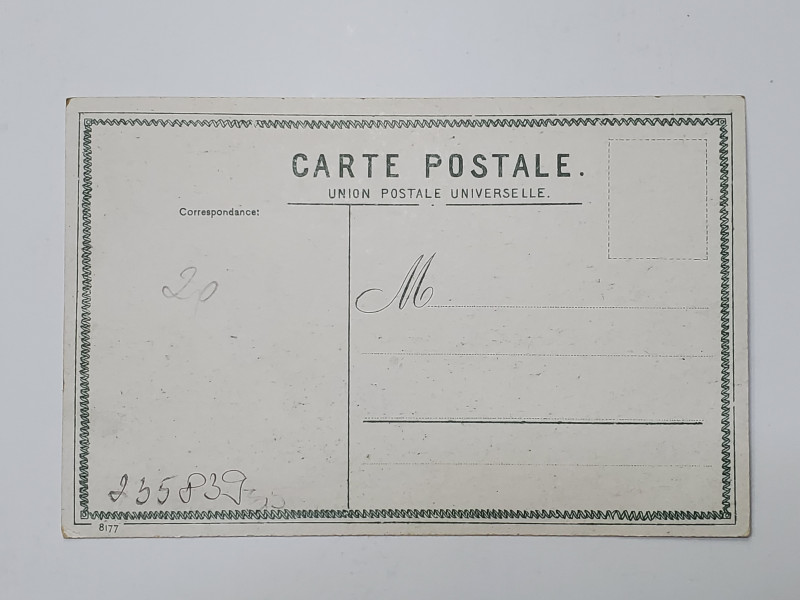 CARTE POSTALE.
UNION POSTALE UNIVERSELLE.
Correspondance:
M
20
235839
8177